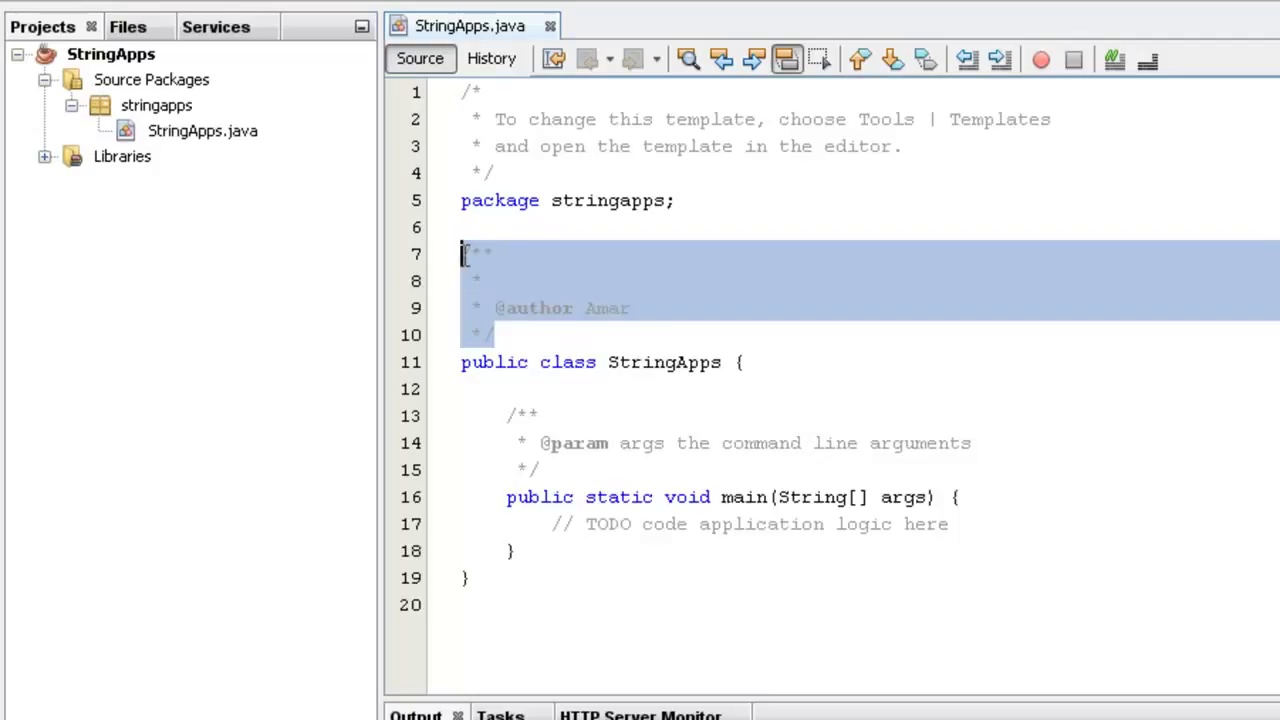 Projects
Files
Services
StringApps
Source Packages
stringapps
StringApps.java
Libraries
StringApps.java
Source
History
1 /*
2  * To change this template, choose Tools | Templates
3  * and open the template in the editor.
4  */
5 package stringapps;
6
7 /**
8  *
9  * @author Amar
10  */
11 public class StringApps {
12
13     /**
14      * @param args the command line arguments
15      */
16     public static void main(String[] args) {
17         // TODO code application logic here
18     }
19 }
20
Output
Tasks
HTTP Server Monitor